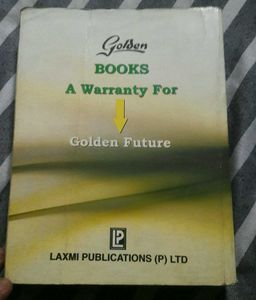 Golden
BOOKS
A Warranty For
Golden Future
LP
LAXMI PUBLICATIONS (P) LTD